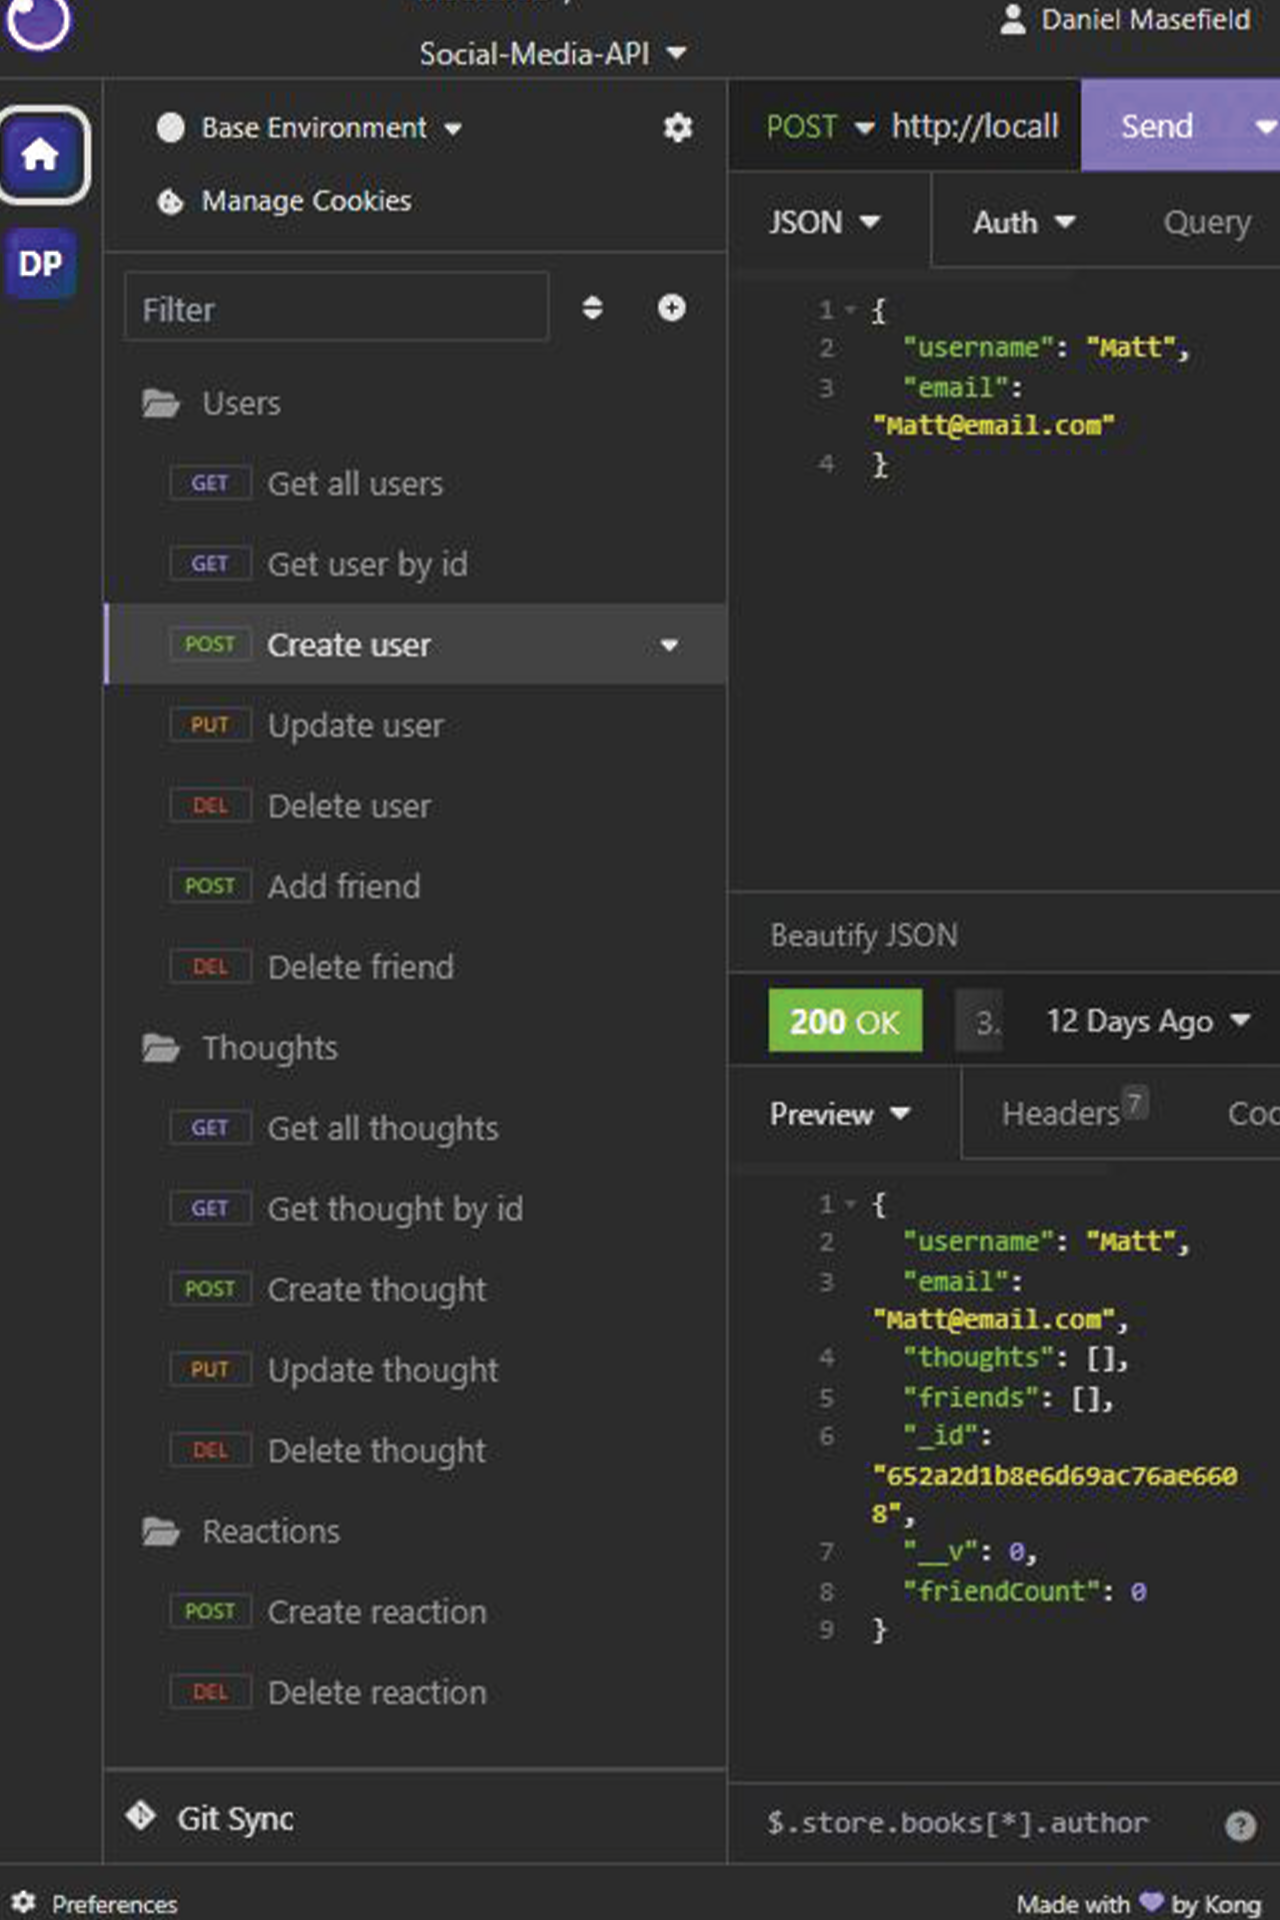 Daniel Masefield
Social-Media-API
Base Environment
POST http://locall Send
Manage Cookies
JSON Auth Query
DP
Filter
1 {
2 "username": "Matt",
3 "email":
"Matt@email.com"
4 }
Users
GET Get all users
GET Get user by id
POST Create user
PUT Update user
DEL Delete user
POST Add friend
DEL Delete friend
Thoughts
GET Get all thoughts
GET Get thought by id
POST Create thought
PUT Update thought
DEL Delete thought
Reactions
POST Create reaction
DEL Delete reaction
Beautify JSON
200 OK 3. 12 Days Ago
Preview Headers 7
1 {
2 "username": "Matt",
3 "email":
"Matt@email.com",
4 "thoughts": [],
5 "friends": [],
6 "_id":
"652a2d1b8e6d69ac76ae660
8",
7 "__v": 0,
8 "friendCount": 0
9 }
Git Sync
$.store.books[*].author
Preferences
Made with by Kong